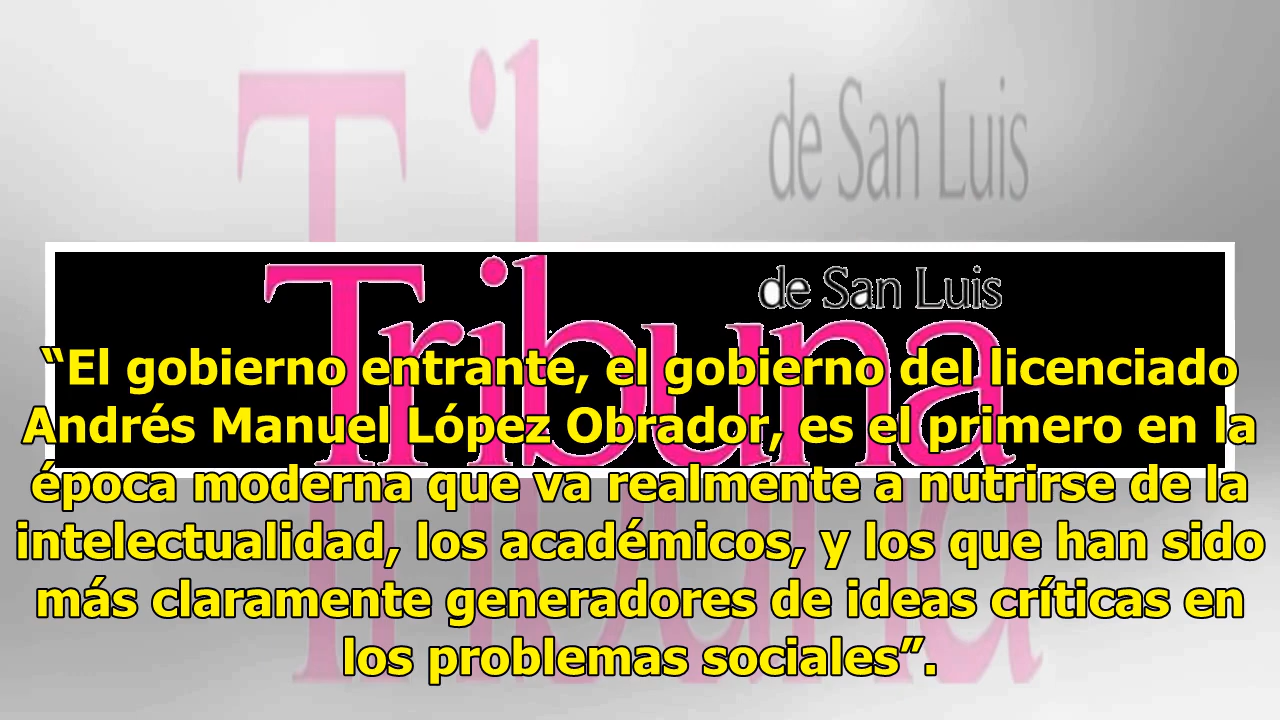 Tribuna
de San Luis
Tribuna
de San Luis
“El gobierno entrante, el gobierno del licenciado
Andrés Manuel López Obrador, es el primero en la
época moderna que va realmente a nutrirse de la
intelectualidad, los académicos, y los que han sido
más claramente generadores de ideas críticas en
los problemas sociales”.